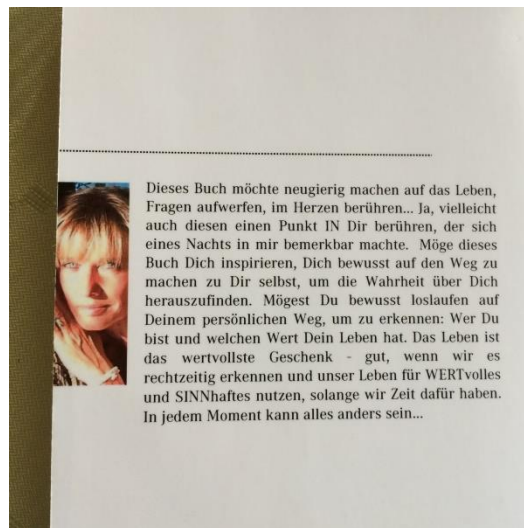 Dieses Buch möchte neugierig machen auf das Leben,
Fragen aufwerfen, im Herzen berühren... Ja, vielleicht
auch diesen einen Punkt IN Dir berühren, der sich
eines Nachts in mir bemerkbar machte. Möge dieses
Buch Dich inspirieren, Dich bewusst auf den Weg zu
machen zu Dir selbst, um die Wahrheit über Dich
herauszufinden. Mögest Du bewusst loslaufen auf
Deinem persönlichen Weg, um zu erkennen: Wer Du
bist und welchen Wert Dein Leben hat. Das Leben ist
das wertvollste Geschenk - gut, wenn wir es
rechtzeitig erkennen und unser Leben für WERTvolles
und SINNhaftes nutzen, solange wir Zeit dafür haben.
In jedem Moment kann alles anders sein...